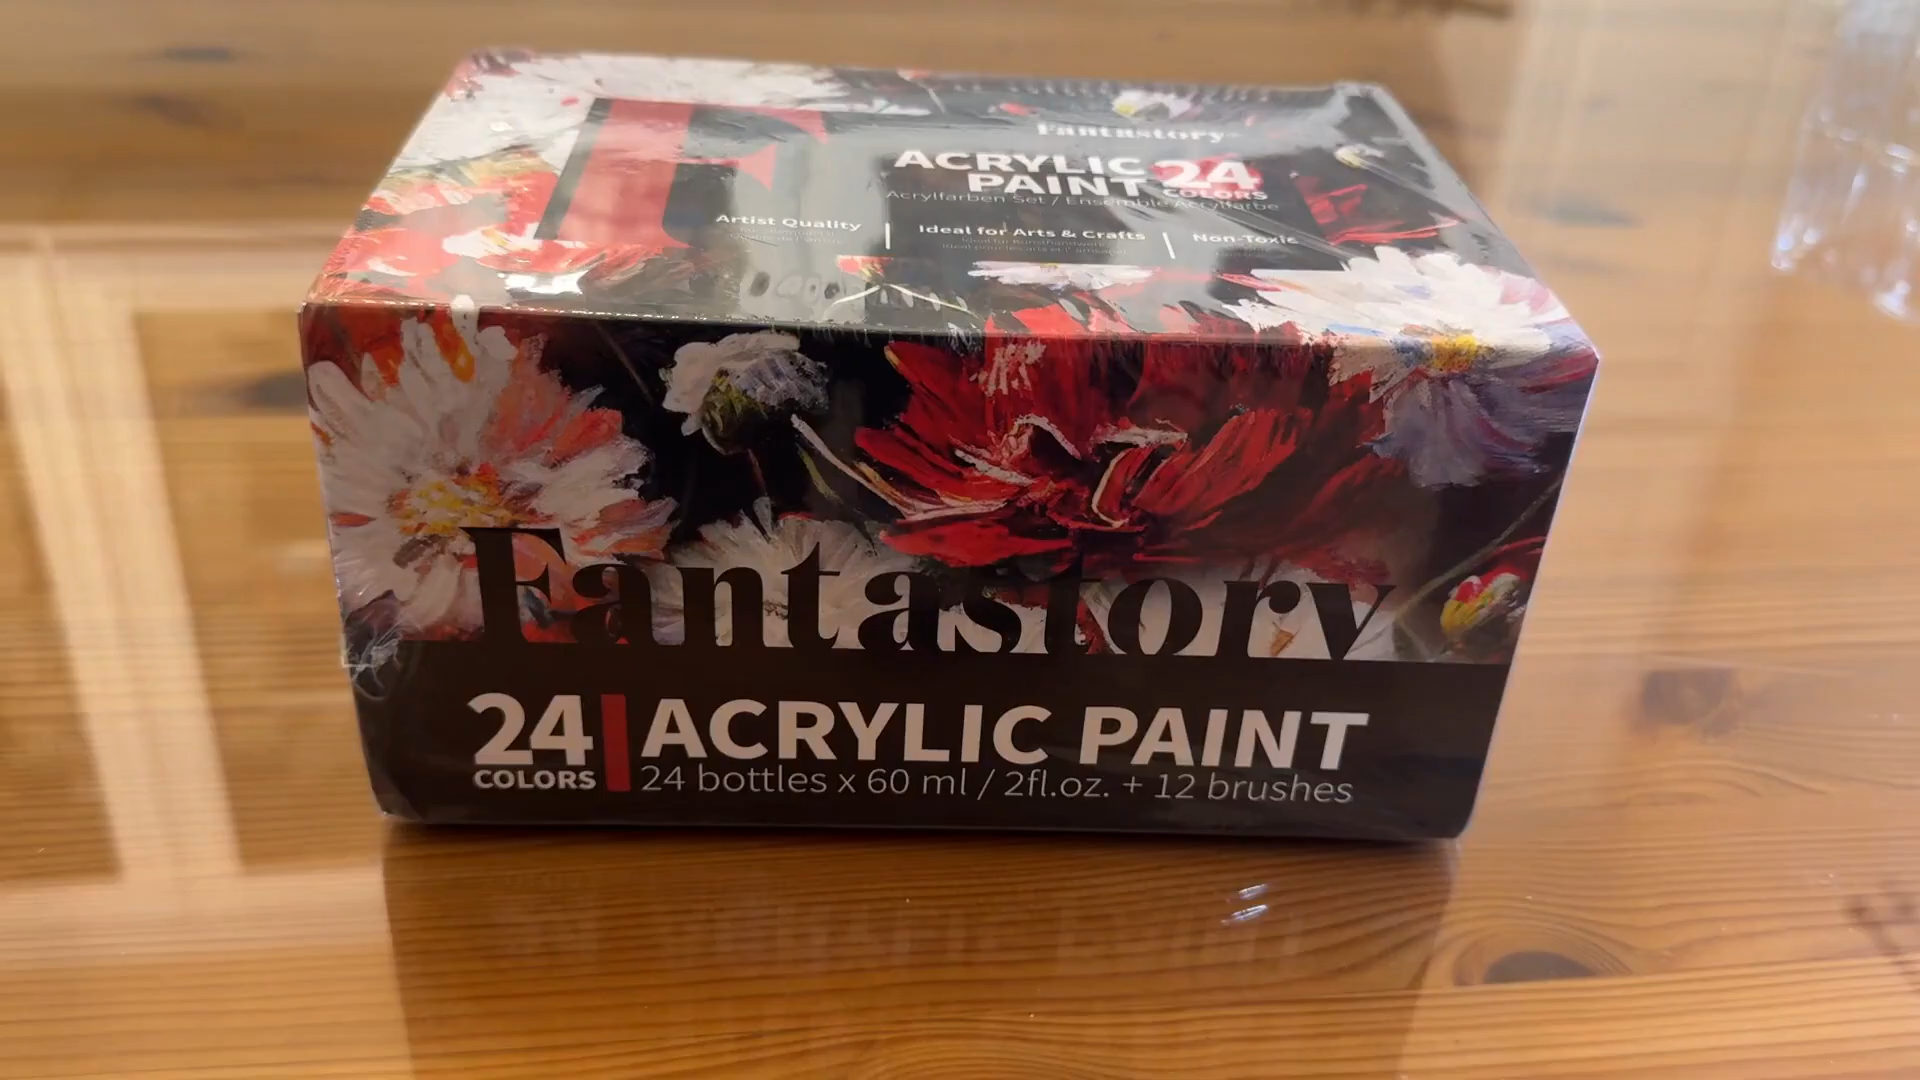 Fantastory
ACRYLIC
PAINT
24
COLORS
Acrylfarben Set / Ensemble Acrylfarbe
Artist Quality
Ideal for Arts & Crafts
Non-Toxic
Fantastory
24
COLORS
ACRYLIC PAINT
24 bottles x 60 ml / 2fl.oz. + 12 brushes